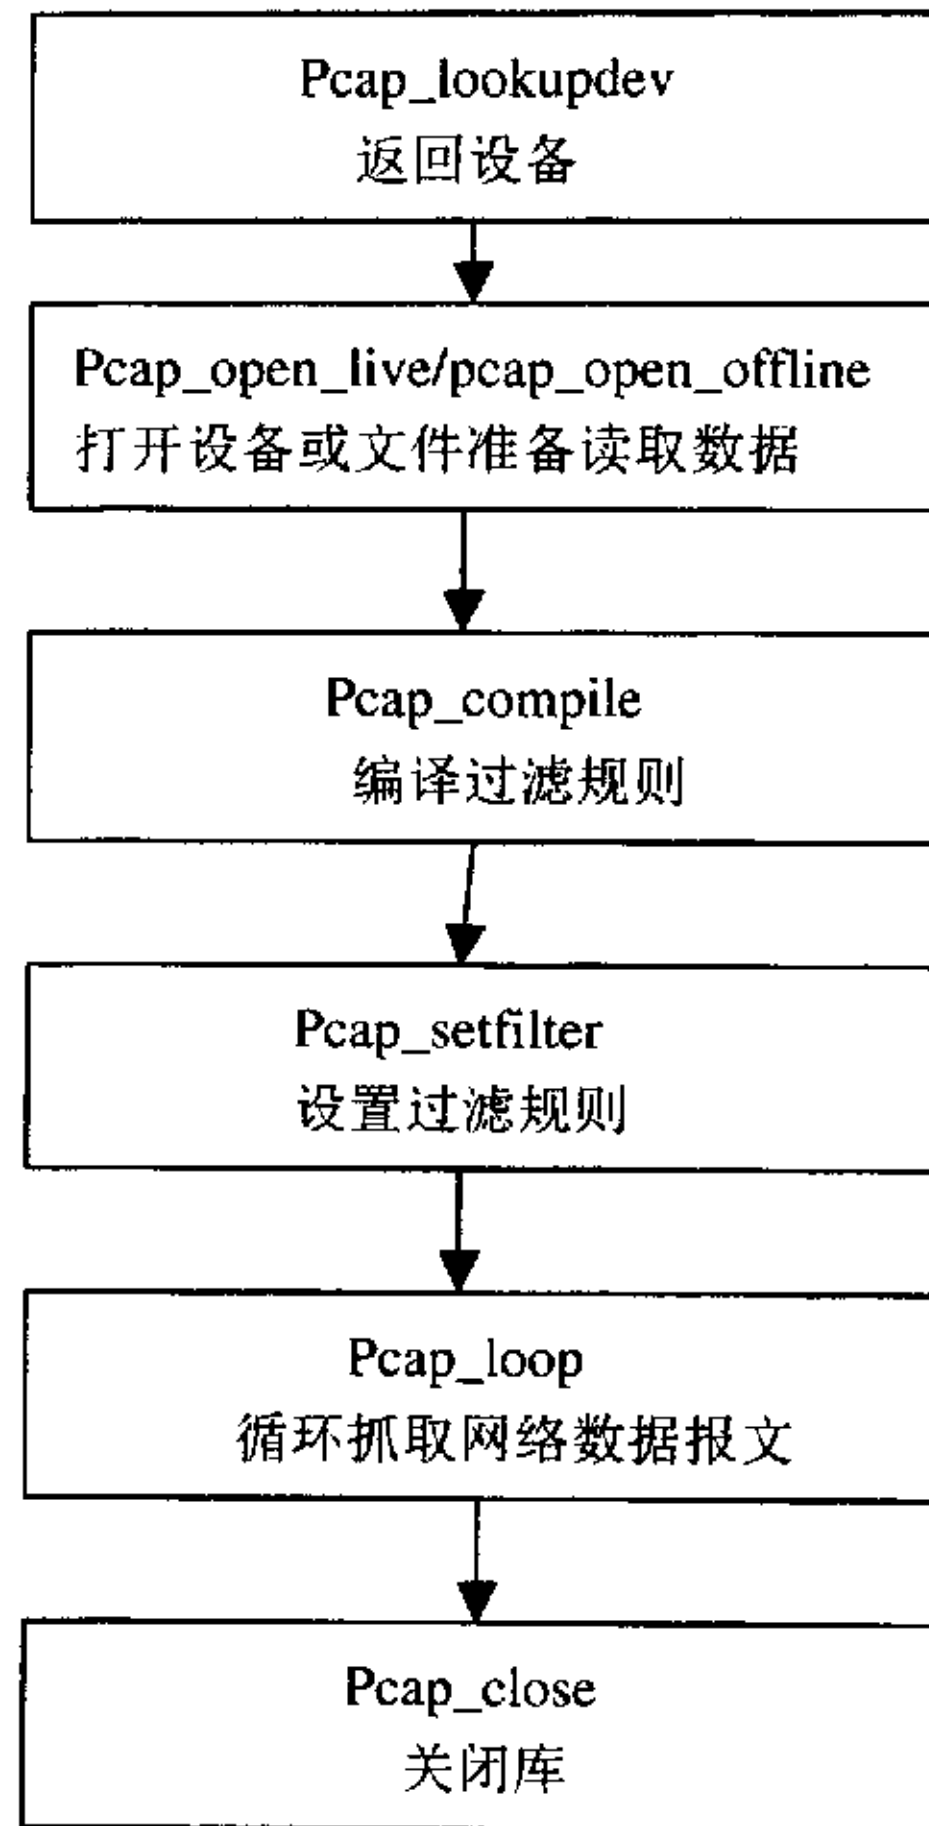 Pcap_lookupdev
返回设备
Pcap_open_live/pcap_open_offline
打开设备或文件准备读取数据
Pcap_compile
编译过滤规则
Pcap_setfilter
设置过滤规则
Pcap_loop
循环抓取网络数据报文
Pcap_close
关闭库